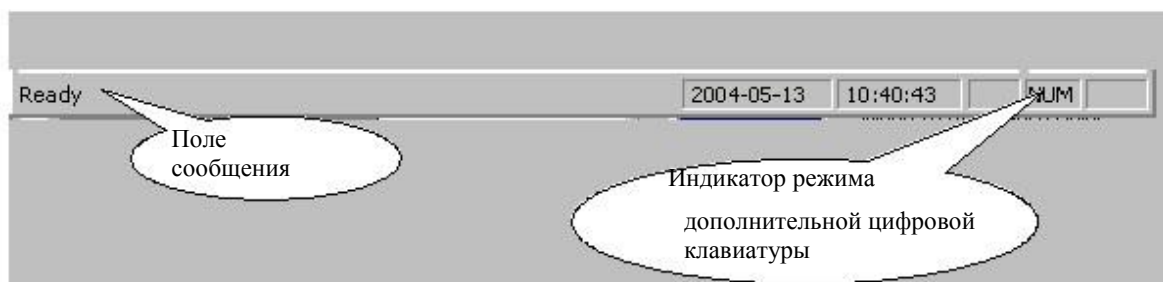 Ready 2004-05-13 10:40:43 NUM
Поле
сообщения
Индикатор режима
дополнительной цифровой
клавиатуры